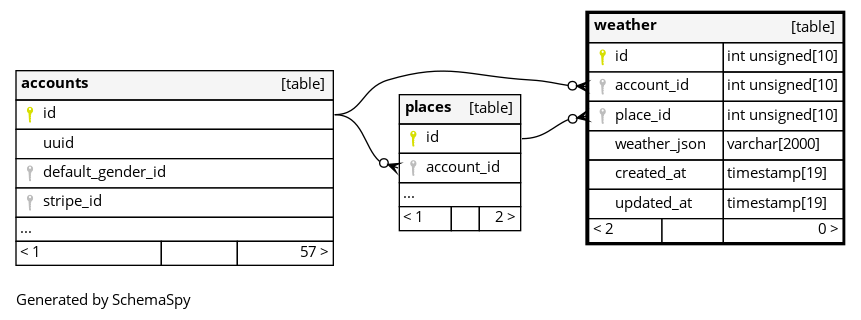 accounts [table]
id
uuid
default_gender_id
stripe_id
...
< 1 57 >
places [table]
id
account_id
...
< 1 2 >
weather [table]
id int unsigned[10]
account_id int unsigned[10]
place_id int unsigned[10]
weather_json varchar[2000]
created_at timestamp[19]
updated_at timestamp[19]
< 2 0 >
Generated by SchemaSpy